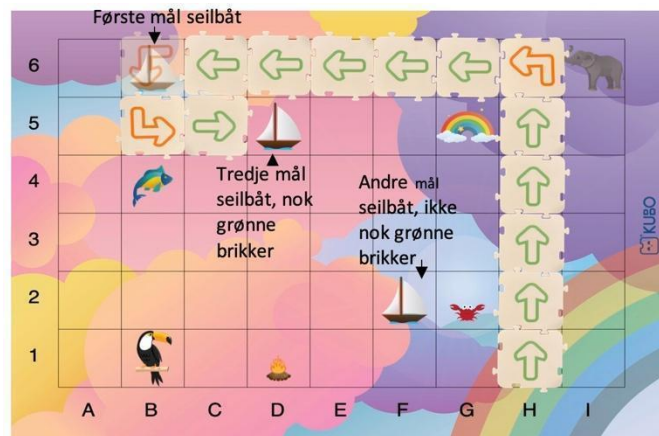 Første mål seilbåt
6
5
4
3
2
1
Tredje mål
seilbåt, nok
grønne
brikker
Andre mål
seilbåt, ikke
nok grønne
brikker
KUBO
A B C D E F G H I